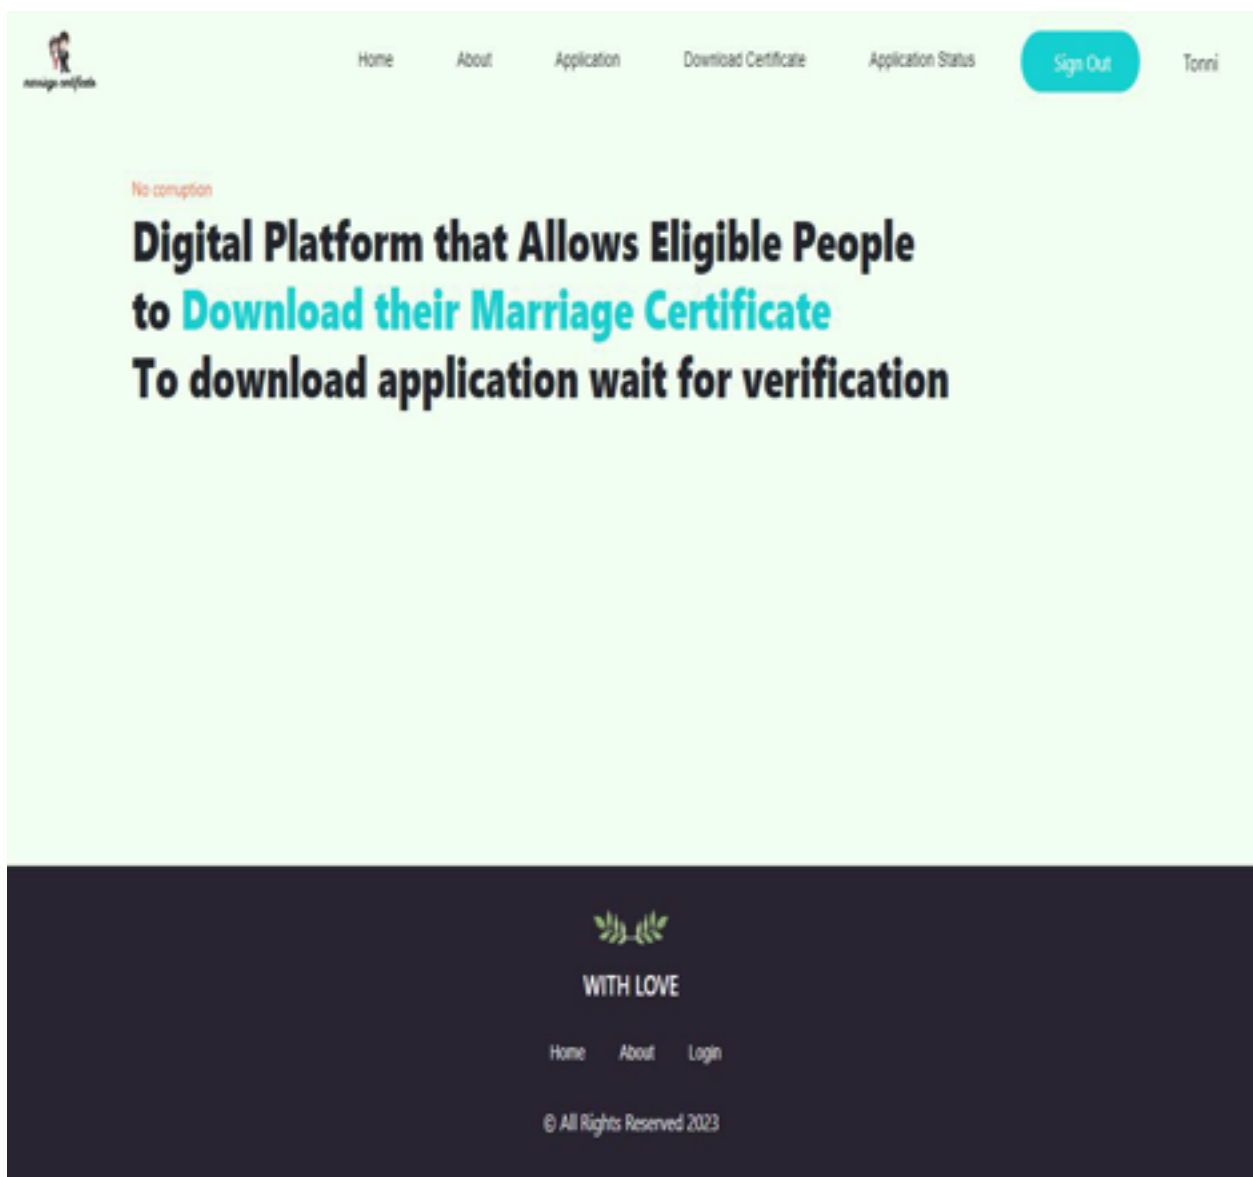 marriage certificate
Home About Application Download Certificate Application Status Sign Out Tonni
No corruption
Digital Platform that Allows Eligible People
to Download their Marriage Certificate
To download application wait for verification
WITH LOVE
Home About Login
© All Rights Reserved 2023